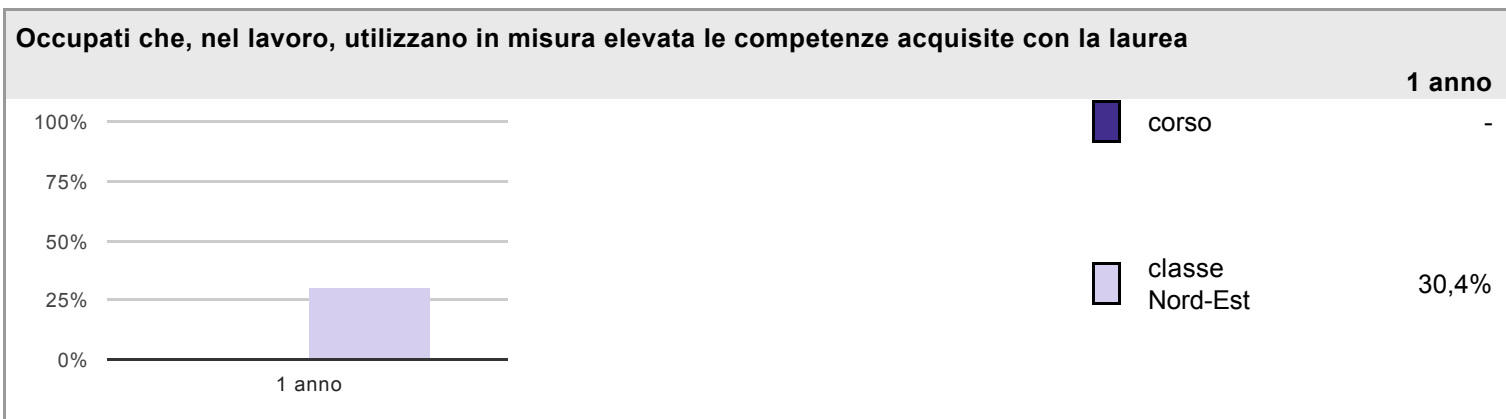 Occupati che, nel lavoro, utilizzano in misura elevata le competenze acquisite con la laurea
1 anno
100%
75%
50%
25%
0%
1 anno
corso -
classe
Nord-Est 30,4%